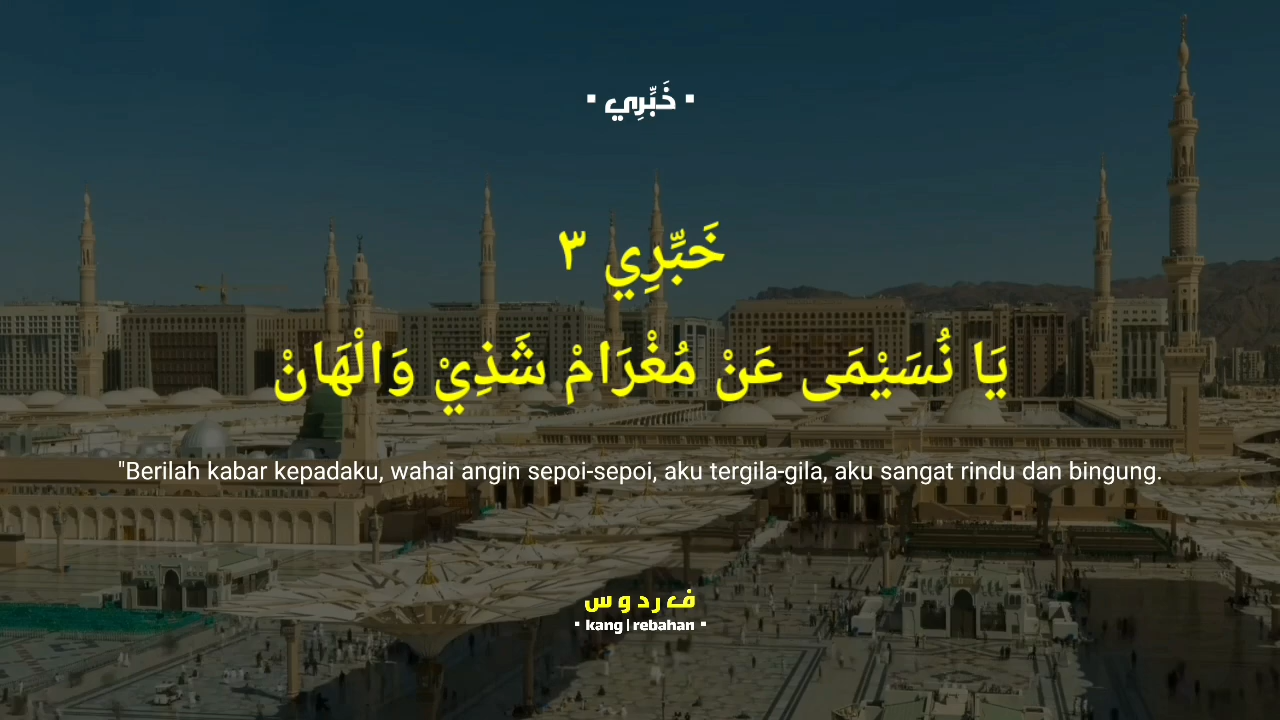 ▪ خَبِّرِي ▪
خَبِّرِي ٣
يَا نُسَيْمَى عَنْ مُغْرَامْ شَذِيْ وَالْهَانْ
"Berilah kabar kepadaku, wahai angin sepoi-sepoi, aku tergila-gila, aku sangat rindu dan bingung.
ف ر د و س
▪ kang | rebahan ▪